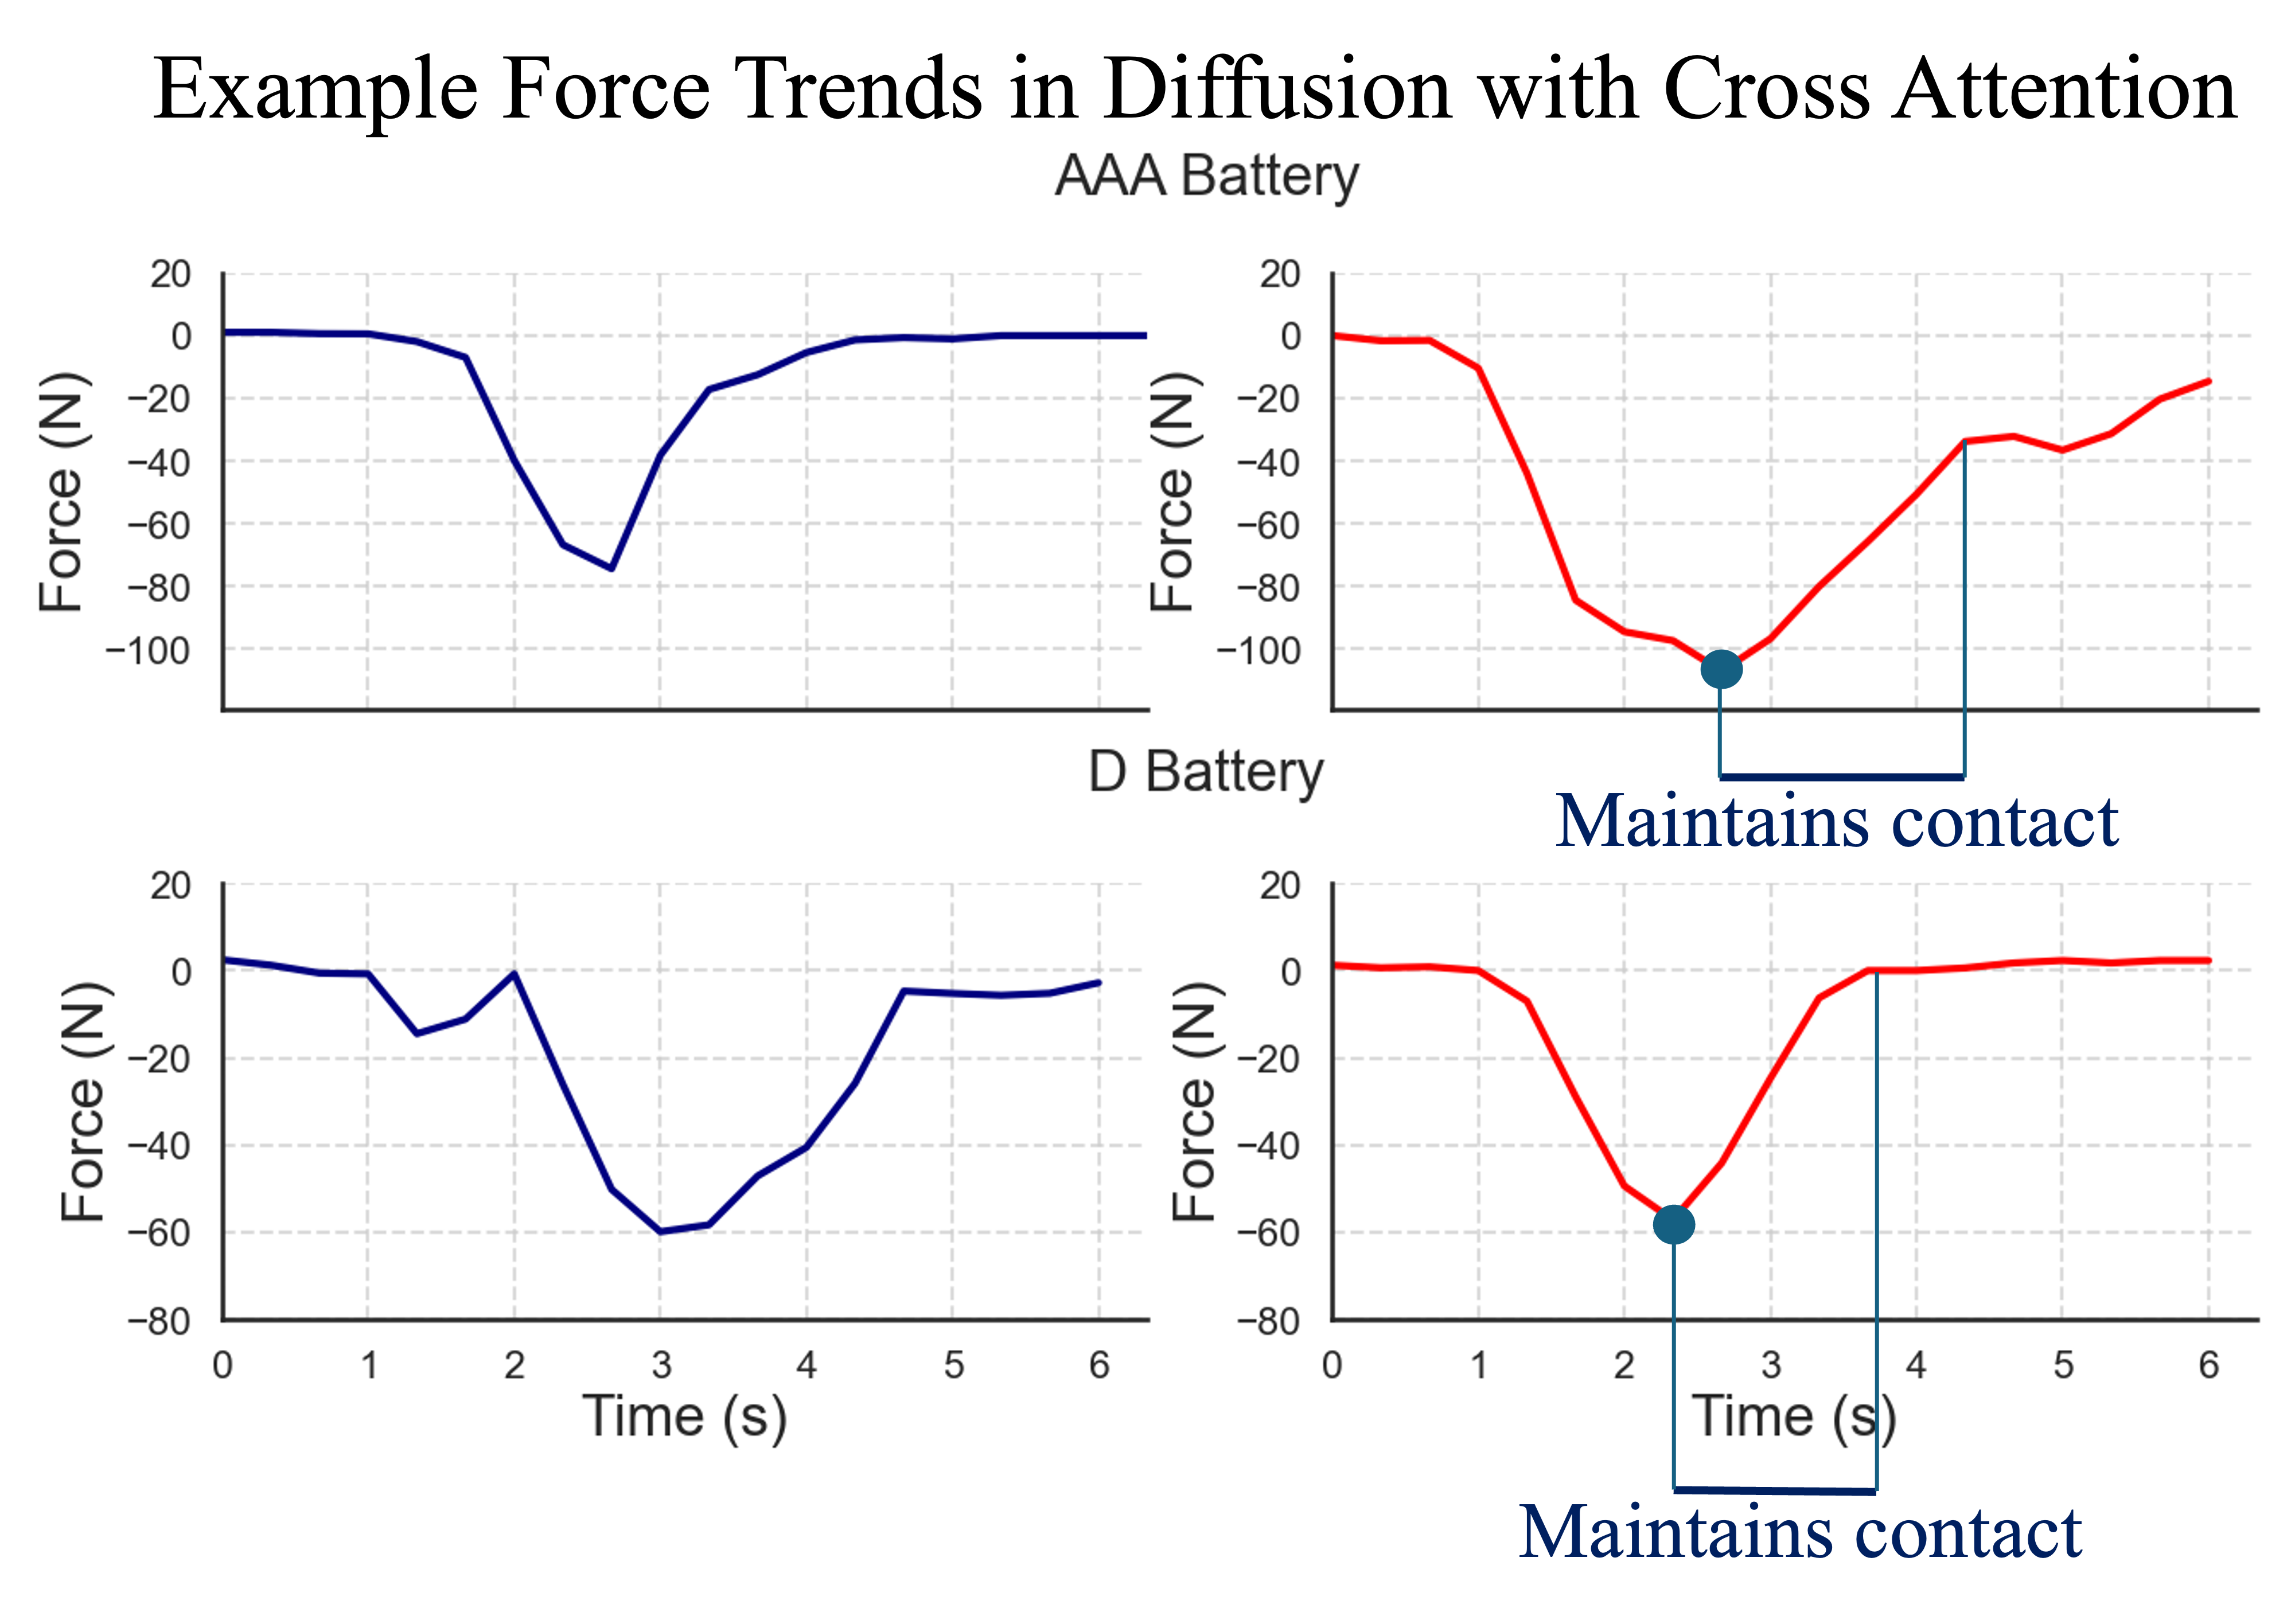 Example Force Trends in Diffusion with Cross Attention
AAA Battery
20
0
−20
−40
−60
−80
−100
Force (N)
20
0
−20
−40
−60
−80
−100
Force (N)
Maintains contact
D Battery
20
0
−20
−40
−60
−80
Force (N)
0 1 2 3 4 5 6
Time (s)
20
0
−20
−40
−60
−80
Force (N)
0 1 2 3 4 5 6
Time (s)
Maintains contact